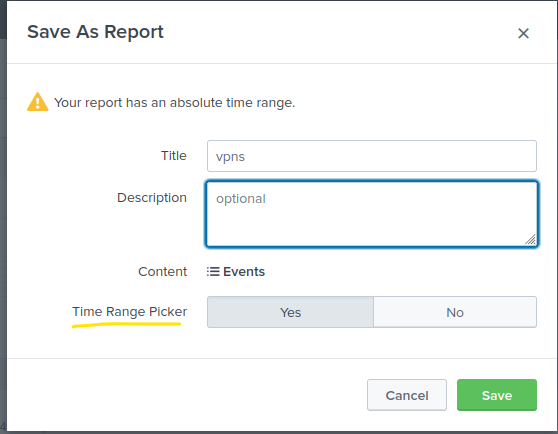 Save As Report
Your report has an absolute time range.
Title vpns
Description optional
Content Events
Time Range Picker Yes No
Cancel Save
4